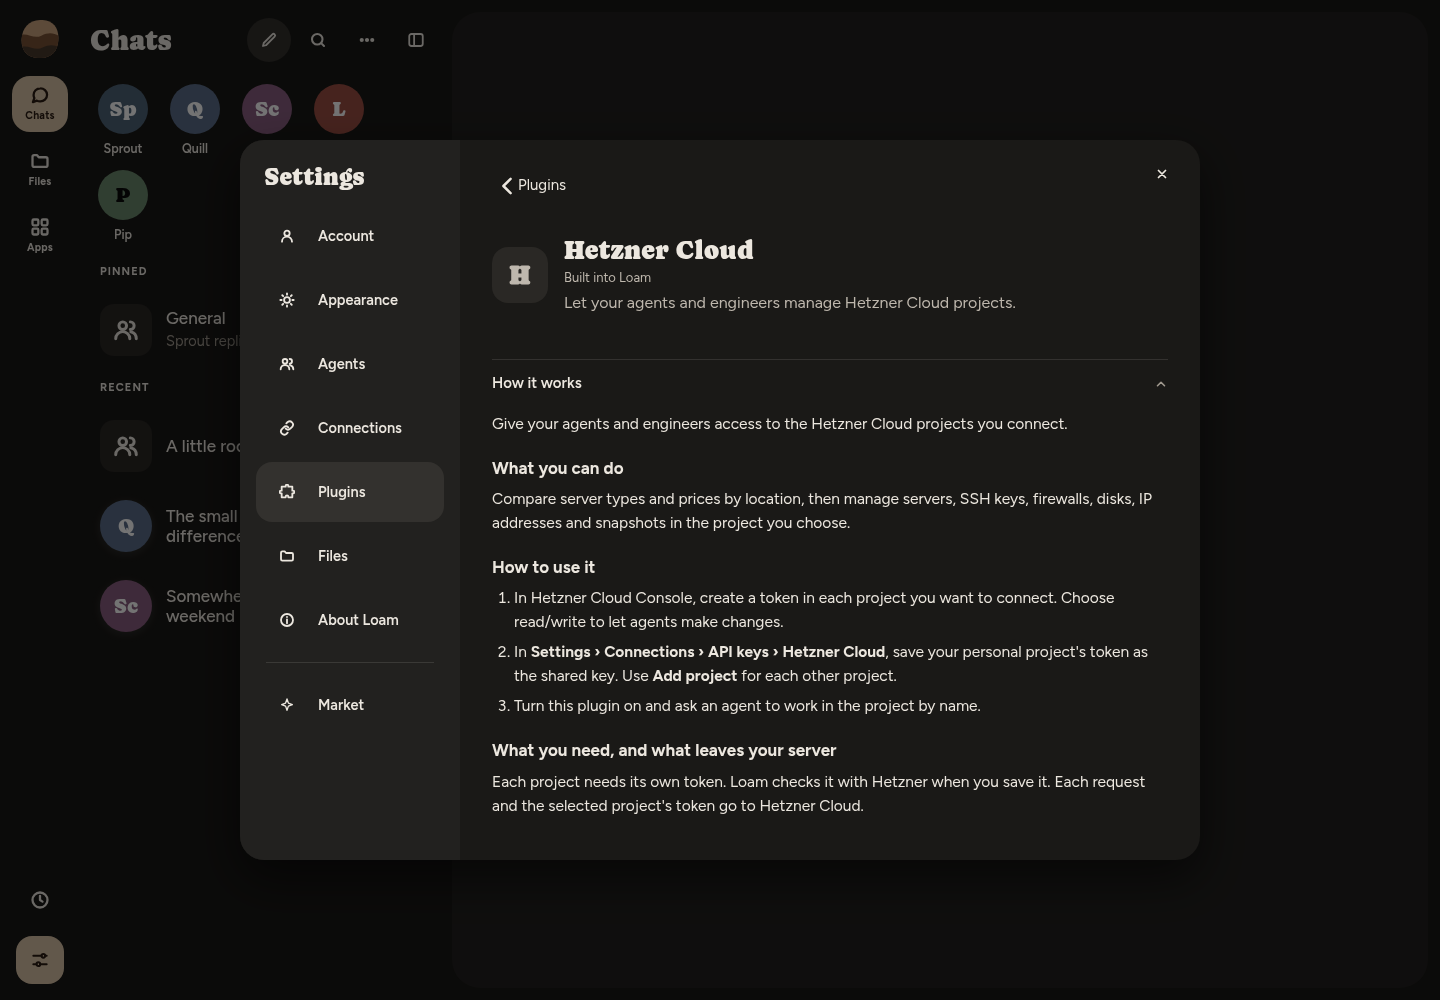 Chats
Chats
Files
Apps
Sp
Q
Sc
L
Sprout
Quill
P
Pip
PINNED
General
Sprout repli
RECENT
A little roo
Q
The small
difference
Sc
Somewhe
weekend
Settings
Account
Appearance
Agents
Connections
Plugins
Files
About Loam
Market
Plugins
H
Hetzner Cloud
Built into Loam
Let your agents and engineers manage Hetzner Cloud projects.
How it works
Give your agents and engineers access to the Hetzner Cloud projects you connect.
What you can do
Compare server types and prices by location, then manage servers, SSH keys, firewalls, disks, IP
addresses and snapshots in the project you choose.
How to use it
1. In Hetzner Cloud Console, create a token in each project you want to connect. Choose
read/write to let agents make changes.
2. In Settings › Connections › API keys › Hetzner Cloud, save your personal project's token as
the shared key. Use Add project for each other project.
3. Turn this plugin on and ask an agent to work in the project by name.
What you need, and what leaves your server
Each project needs its own token. Loam checks it with Hetzner when you save it. Each request
and the selected project's token go to Hetzner Cloud.